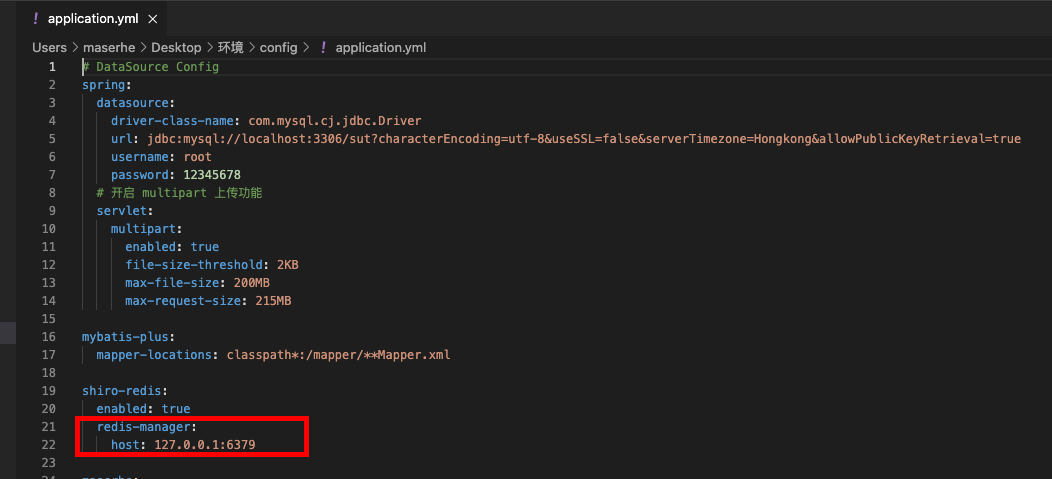 ! application.yml ×
Users > maserhe > Desktop > 环境 > config > ! application.yml
1 # DataSource Config
2 spring:
3 datasource:
4 driver-class-name: com.mysql.cj.jdbc.Driver
5 url: jdbc:mysql://localhost:3306/sut?characterEncoding=utf-8&useSSL=false&serverTimezone=Hongkong&allowPublicKeyRetrieval=true
6 username: root
7 password: 12345678
8 # 开启 multipart 上传功能
9 servlet:
10 multipart:
11 enabled: true
12 file-size-threshold: 2KB
13 max-file-size: 200MB
14 max-request-size: 215MB
15
16 mybatis-plus:
17 mapper-locations: classpath*:/mapper/**Mapper.xml
18
19 shiro-redis:
20 enabled: true
21 redis-manager:
22 host: 127.0.0.1:6379
23